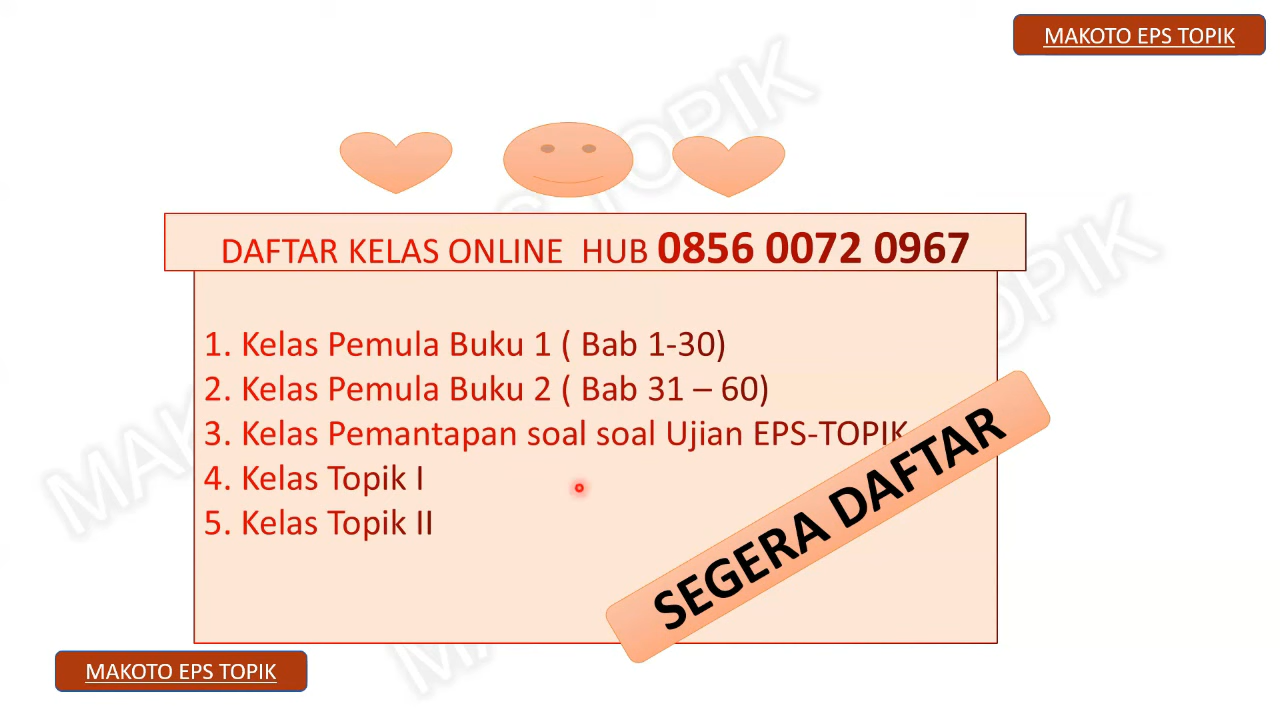 MAKOTO EPS TOPIK
DAFTAR KELAS ONLINE HUB 0856 0072 0967
1. Kelas Pemula Buku 1 ( Bab 1-30)
2. Kelas Pemula Buku 2 ( Bab 31 – 60)
3. Kelas Pemantapan soal soal Ujian EPS-TOPIK
4. Kelas Topik I
5. Kelas Topik II
SEGERA DAFTAR
MAKOTO EPS TOPIK